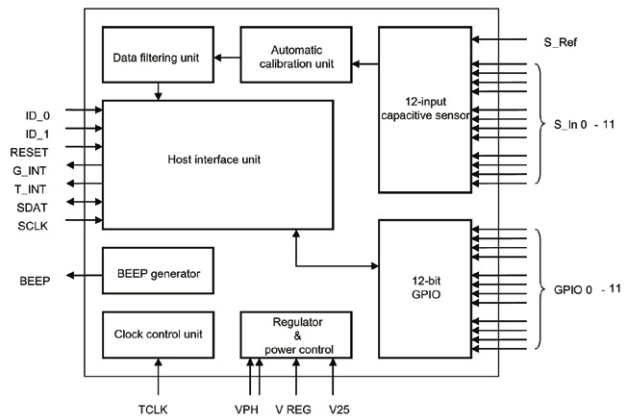 Data filtering unit
Automatic
calibration unit
12-input
capacitive sensor
S_Ref
S_In 0 - 11
ID_0
ID_1
RESET
G_INT
T_INT
SDAT
SCLK
Host interface unit
BEEP
BEEP generator
12-bit
GPIO
GPIO 0 - 11
Clock control unit
Regulator
&
power control
TCLK
VPH
V REG
V25